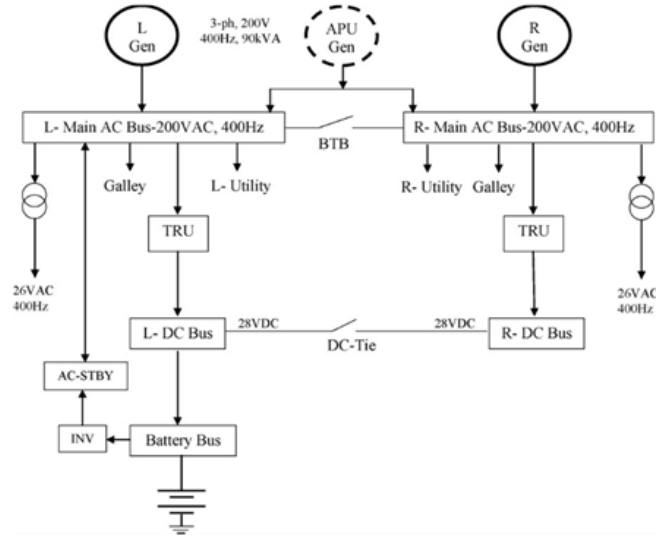 L
Gen
3-ph, 200V
400Hz, 90kVA
APU
Gen
R
Gen
L- Main AC Bus-200VAC, 400Hz
BTB
R- Main AC Bus-200VAC, 400Hz
Galley
L- Utility
R- Utility
Galley
TRU
TRU
26VAC
400Hz
26VAC
400Hz
L- DC Bus
28VDC
DC-Tie
28VDC
R- DC Bus
AC-STBY
INV
Battery Bus